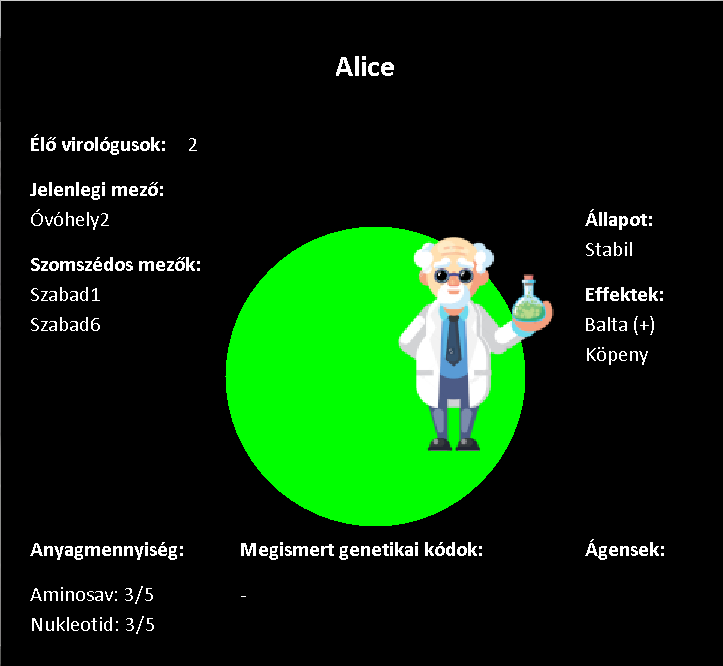 Alice
Élő virológusok: 2
Jelenlegi mező:
Óvóhely2
Szomszédos mezők:
Szabad1
Szabad6
Állapot:
Stabil
Effektek:
Balta (+)
Köpeny
Anyagmennyiség:
Aminosav: 3/5
Nukleotid: 3/5
Megismert genetikai kódok:
-
Ágensek: